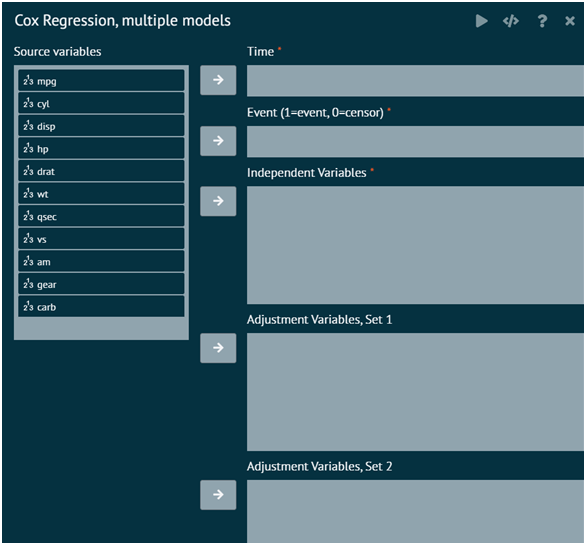 Cox Regression, multiple models
Source variables
mpg
cyl
disp
hp
drat
wt
qsec
vs
am
gear
carb
Time *
Event (1=event, 0=censor) *
Independent Variables *
Adjustment Variables, Set 1
Adjustment Variables, Set 2